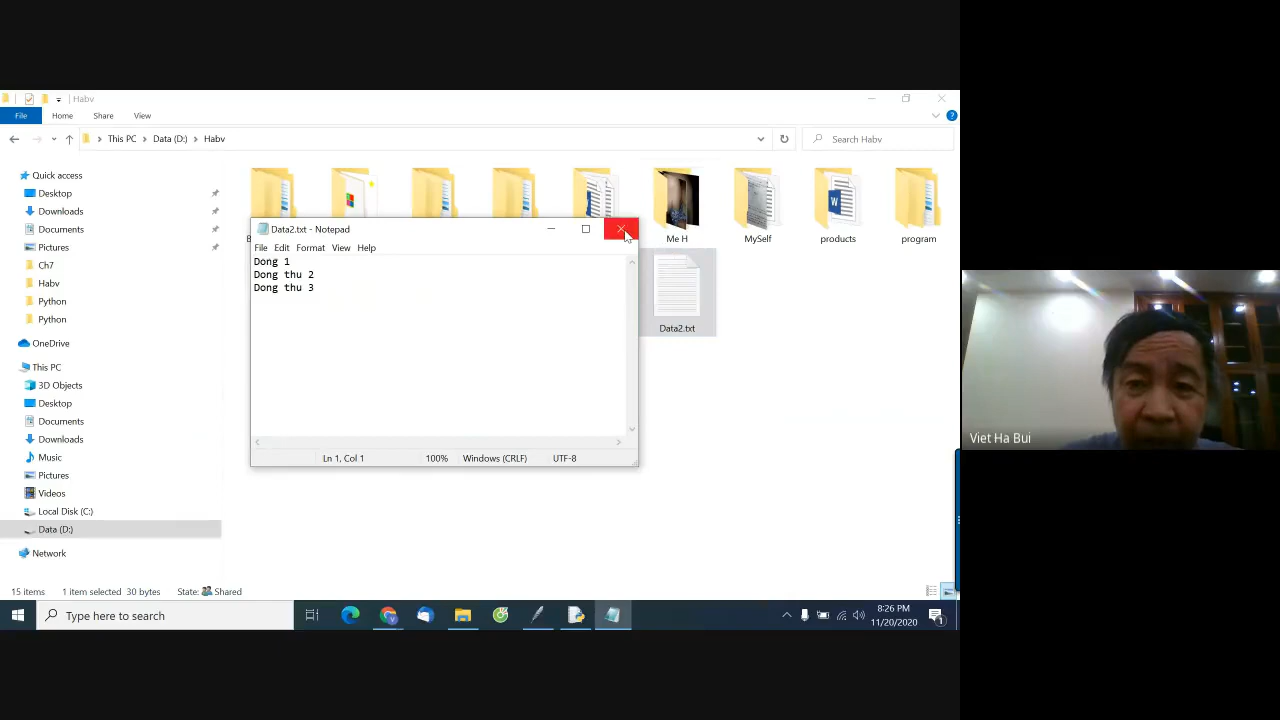 Habv
File Home Share View
This PC Data (D:) Habv
Search Habv
Quick access
Desktop
Downloads
Documents
Pictures
Ch7
Habv
Python
Python
OneDrive
This PC
3D Objects
Desktop
Documents
Downloads
Music
Pictures
Videos
Local Disk (C:)
Data (D:)
Network
Me H
MySelf
products
program
Data2.txt
Data2.txt - Notepad
File Edit Format View Help
Dong 1
Dong thu 2
Dong thu 3
Ln 1, Col 1 100% Windows (CRLF) UTF-8
15 items 1 item selected 30 bytes State: Shared
Type here to search
8:26 PM
11/20/2020
1
Viet Ha Bui